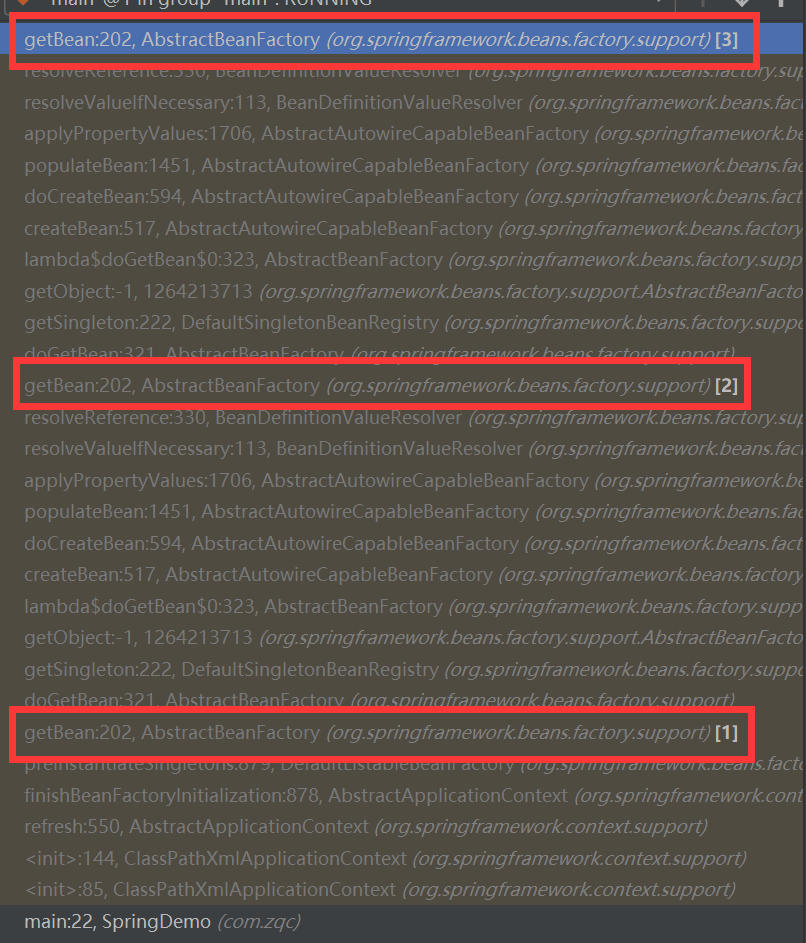 "main"@1 in group "main": RUNNING
getBean:202, AbstractBeanFactory (org.springframework.beans.factory.support) [3]
resolveReference:330, BeanDefinitionValueResolver (org.springframework.beans.factory.sup
resolveValueIfNecessary:113, BeanDefinitionValueResolver (org.springframework.beans.fact
applyPropertyValues:1706, AbstractAutowireCapableBeanFactory (org.springframework.be
populateBean:1451, AbstractAutowireCapableBeanFactory (org.springframework.beans.fac
doCreateBean:594, AbstractAutowireCapableBeanFactory (org.springframework.beans.fact
createBean:517, AbstractAutowireCapableBeanFactory (org.springframework.beans.factory
lambda$doGetBean$0:323, AbstractBeanFactory (org.springframework.beans.factory.supp
getObject:-1, 1264213713 (org.springframework.beans.factory.support.AbstractBeanFacto
getSingleton:222, DefaultSingletonBeanRegistry (org.springframework.beans.factory.suppo
doGetBean:321, AbstractBeanFactory (org.springframework.beans.factory.support)
getBean:202, AbstractBeanFactory (org.springframework.beans.factory.support) [2]
resolveReference:330, BeanDefinitionValueResolver (org.springframework.beans.factory.sup
resolveValueIfNecessary:113, BeanDefinitionValueResolver (org.springframework.beans.fact
applyPropertyValues:1706, AbstractAutowireCapableBeanFactory (org.springframework.be
populateBean:1451, AbstractAutowireCapableBeanFactory (org.springframework.beans.fac
doCreateBean:594, AbstractAutowireCapableBeanFactory (org.springframework.beans.fact
createBean:517, AbstractAutowireCapableBeanFactory (org.springframework.beans.factory
lambda$doGetBean$0:323, AbstractBeanFactory (org.springframework.beans.factory.supp
getObject:-1, 1264213713 (org.springframework.beans.factory.support.AbstractBeanFacto
getSingleton:222, DefaultSingletonBeanRegistry (org.springframework.beans.factory.suppo
doGetBean:321, AbstractBeanFactory (org.springframework.beans.factory.support)
getBean:202, AbstractBeanFactory (org.springframework.beans.factory.support) [1]
preInstantiateSingletons:879, DefaultListableBeanFactory (org.springframework.beans.facto
finishBeanFactoryInitialization:878, AbstractApplicationContext (org.springframework.cont
refresh:550, AbstractApplicationContext (org.springframework.context.support)
<init>:144, ClassPathXmlApplicationContext (org.springframework.context.support)
<init>:85, ClassPathXmlApplicationContext (org.springframework.context.support)
main:22, SpringDemo (com.zqc)